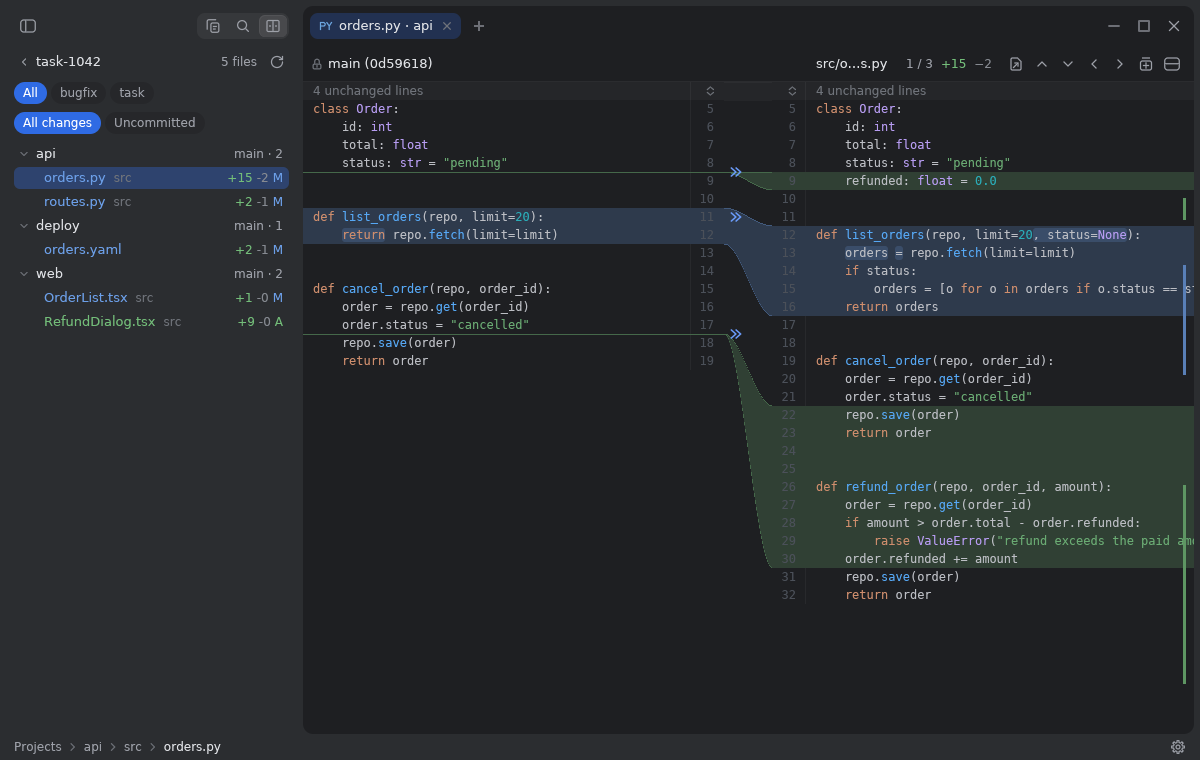 PY orders.py · api
task-1042 5 files
All bugfix task
All changes Uncommitted
api main · 2
orders.py src +15 -2 M
routes.py src +2 -1 M
deploy main · 1
orders.yaml +2 -1 M
web main · 2
OrderList.tsx src +1 -0 M
RefundDialog.tsx src +9 -0 A
main (0d59618)
4 unchanged lines
class Order: 5
id: int 6
total: float 7
status: str = "pending" 8
9
10
def list_orders(repo, limit=20): 11
return repo.fetch(limit=limit) 12
13
14
def cancel_order(repo, order_id): 15
order = repo.get(order_id) 16
order.status = "cancelled" 17
repo.save(order) 18
return order 19
src/o...s.py 1 / 3 +15 −2
4 unchanged lines
5 class Order:
6 id: int
7 total: float
8 status: str = "pending"
9 refunded: float = 0.0
10
11
12 def list_orders(repo, limit=20, status=None):
13 orders = repo.fetch(limit=limit)
14 if status:
15 orders = [o for o in orders if o.status ==
16 return orders
17
18
19 cancel_order(repo, order_id):
20 order = repo.get(order_id)
21 order.status = "cancelled"
22 repo.save(order)
23 return order
24
25
26 def refund_order(repo, order_id, amount):
27 order = repo.get(order_id)
28 if amount > order.total - order.refunded:
29 raise ValueError("refund exceeds the paid
30 order.refunded += amount
31 repo.save(order)
32 return order
Projects > api > src > orders.py